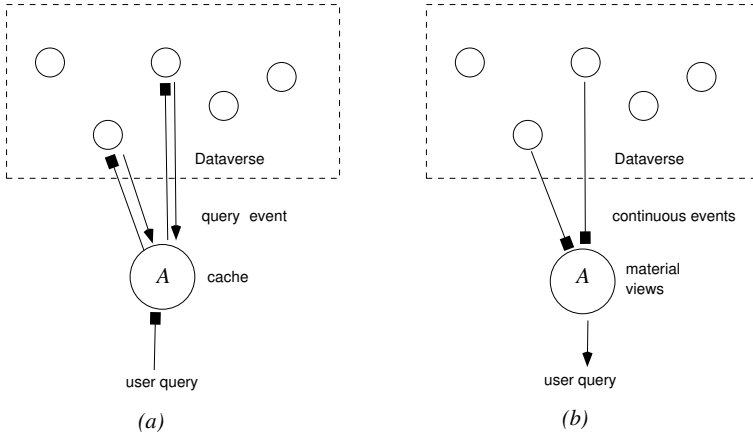 Dataverse
query event
A
cache
user query
(a)
Dataverse
continuous events
A
material
views
user query
(b)